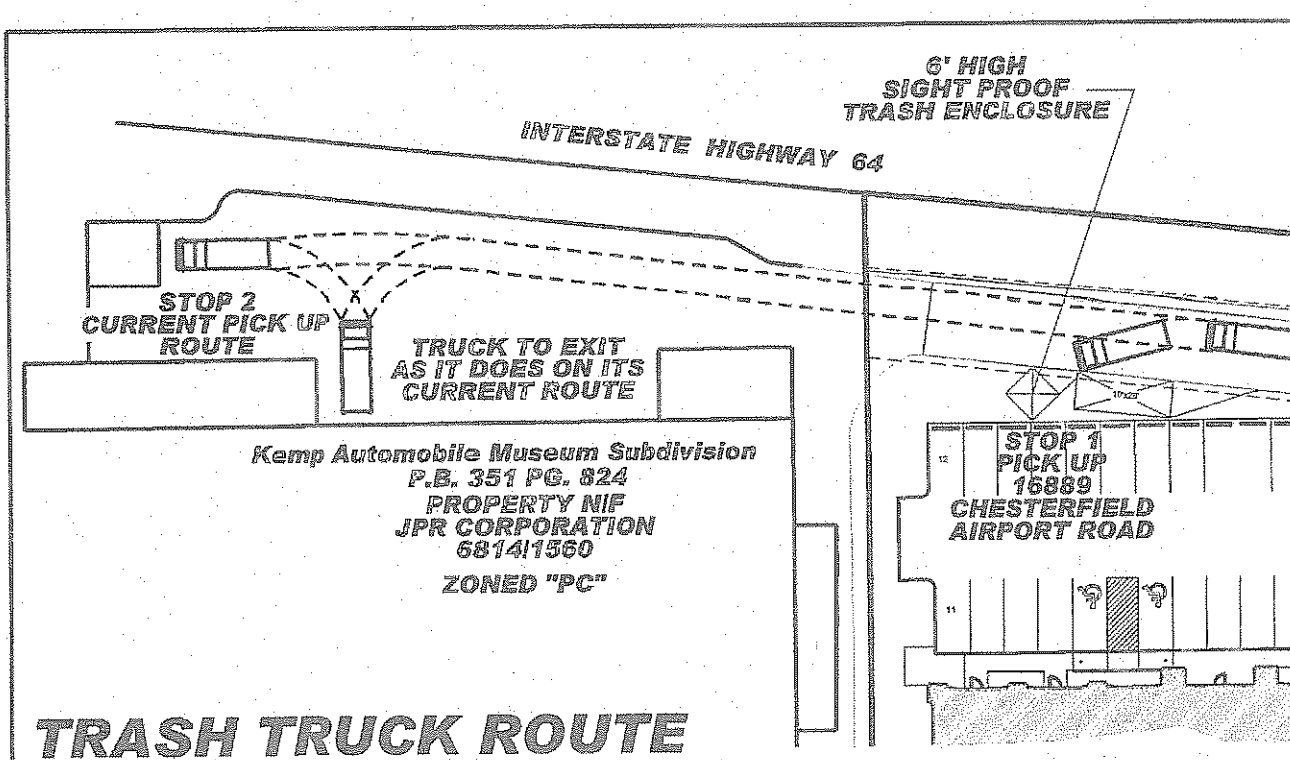 6' HIGH
SIGHT PROOF
TRASH ENCLOSURE
INTERSTATE HIGHWAY 64
STOP 2
CURRENT PICK UP
ROUTE
TRUCK TO EXIT
AS IT DOES ON ITS
CURRENT ROUTE
10'x20'
12
STOP 1
PICK UP
16889
CHESTERFIELD
AIRPORT ROAD
Kemp Automobile Museum Subdivision
P.B. 351 PG. 824
PROPERTY N/F
JPR CORPORATION
6814/1560
ZONED "PC"
11
TRASH TRUCK ROUTE